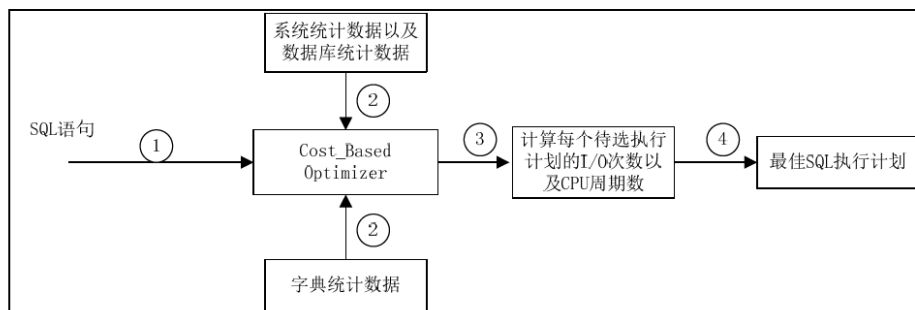 系统统计数据以及
数据库统计数据
②
SQL语句
①
Cost_Based
Optimizer
③
计算每个待选执行
计划的I/O次数以
及CPU周期数
④
最佳SQL执行计划
②
字典统计数据